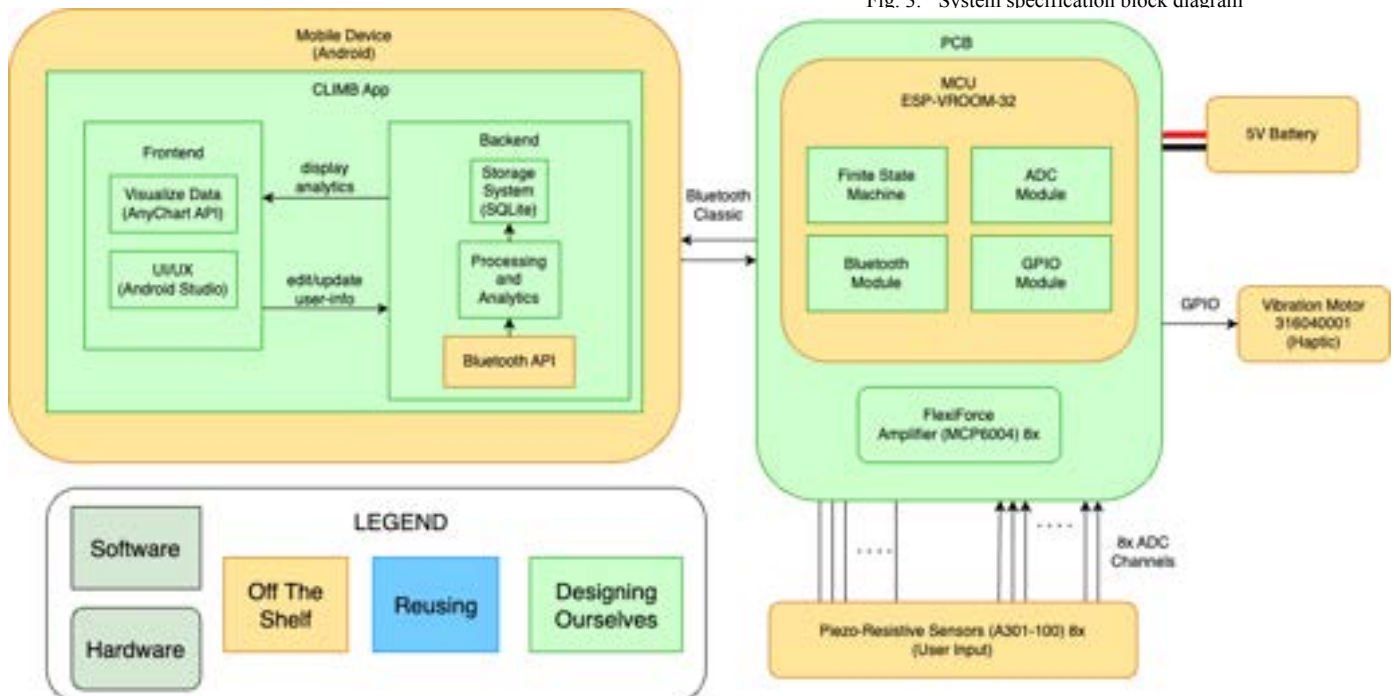 Fig. 3. System specification block diagram
Mobile Device
(Android)
CLIMB App
Frontend
Visualize Data
(AnyChart API)
UI/UX
(Android Studio)
display
analytics
edit/update
user-info
Backend
Storage
System
(SQLite)
Processing
and
Analytics
Bluetooth API
Bluetooth
Classic
PCB
MCU
ESP-VROOM-32
Finite State
Machine
ADC
Module
Bluetooth
Module
GPIO
Module
FlexiForce
Amplifier (MCP6004) 8x
5V Battery
GPIO
Vibration Motor
316040001
(Haptic)
8x ADC
Channels
Piezo-Resistive Sensors (A301-100) 8x
(User Input)
LEGEND
Software
Hardware
Off The
Shelf
Reusing
Designing
Ourselves